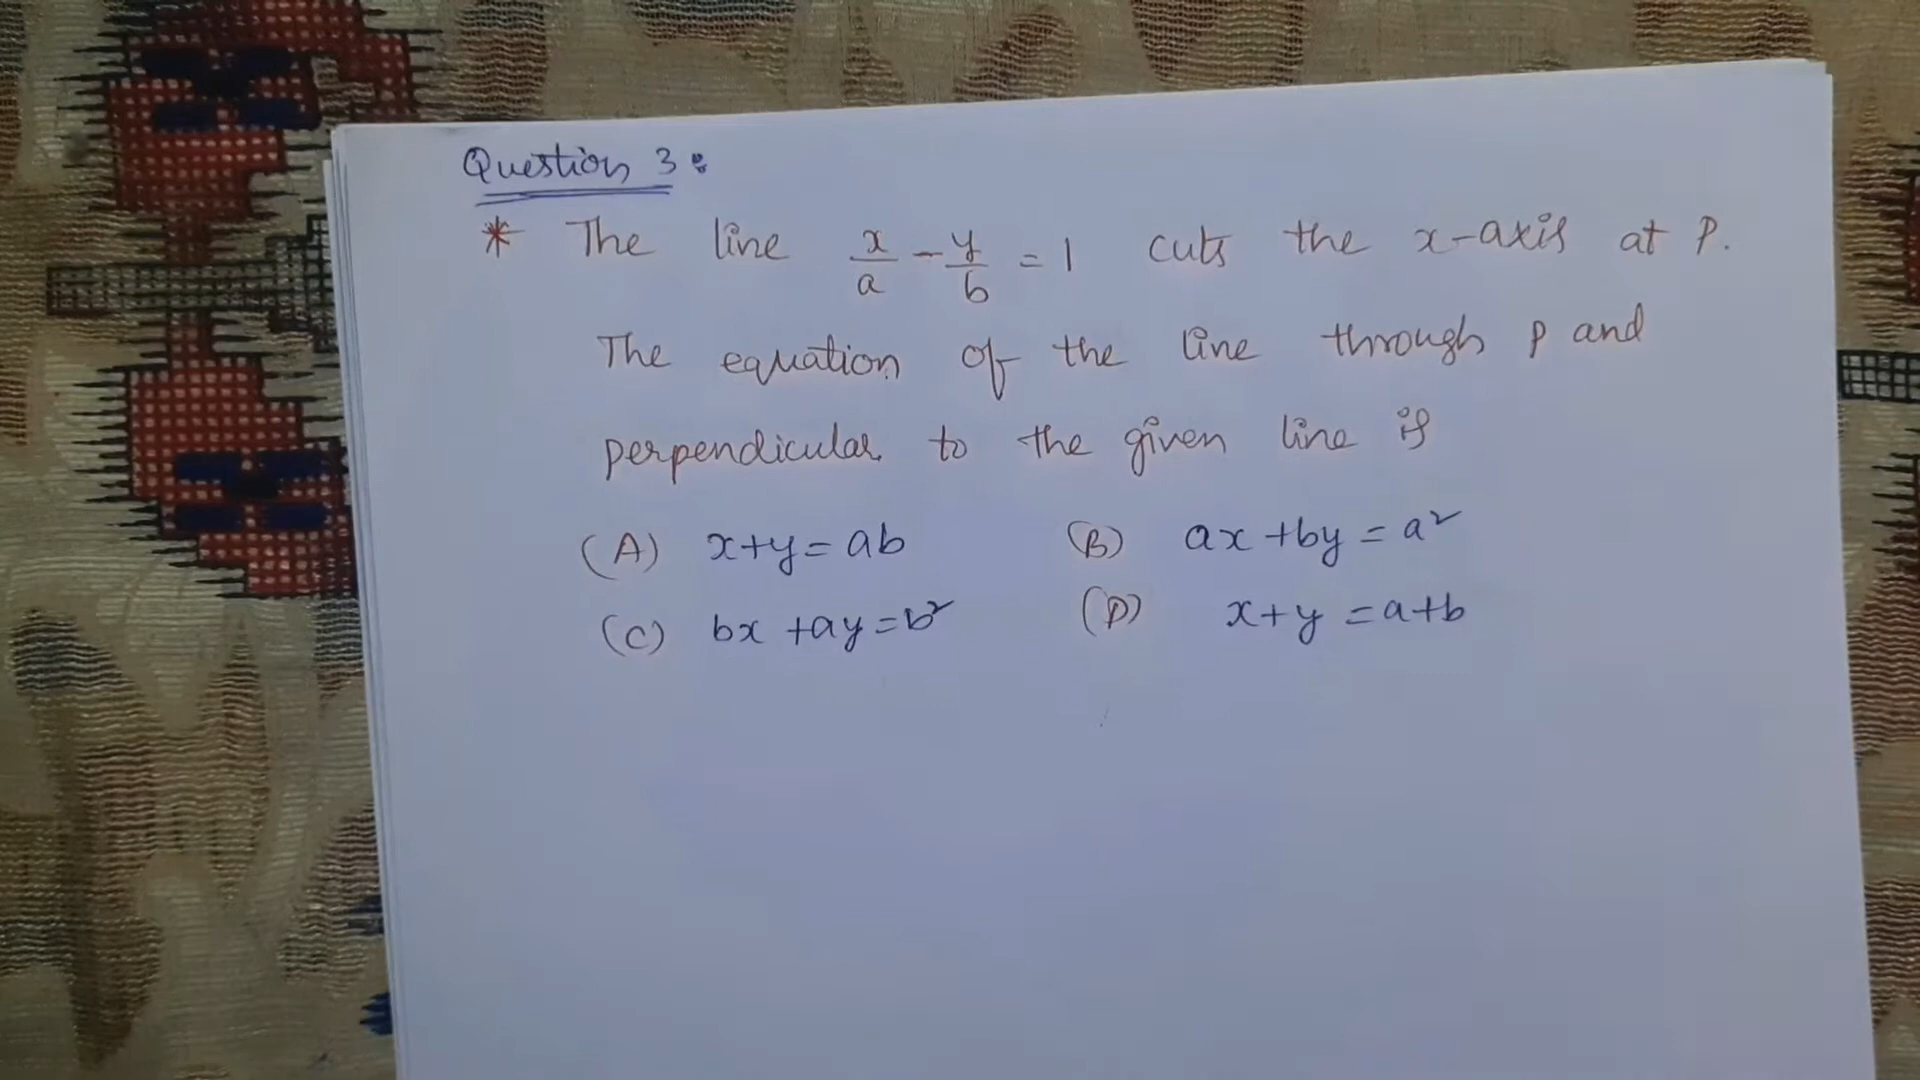 Question 3:
* The line x/a - y/b = 1 cuts the x-axis at P.
The equation of the line through P and
perpendicular to the given line is
(A) x+y = ab (B) ax + by = a²
(C) bx + ay = b² (D) x + y = a+b